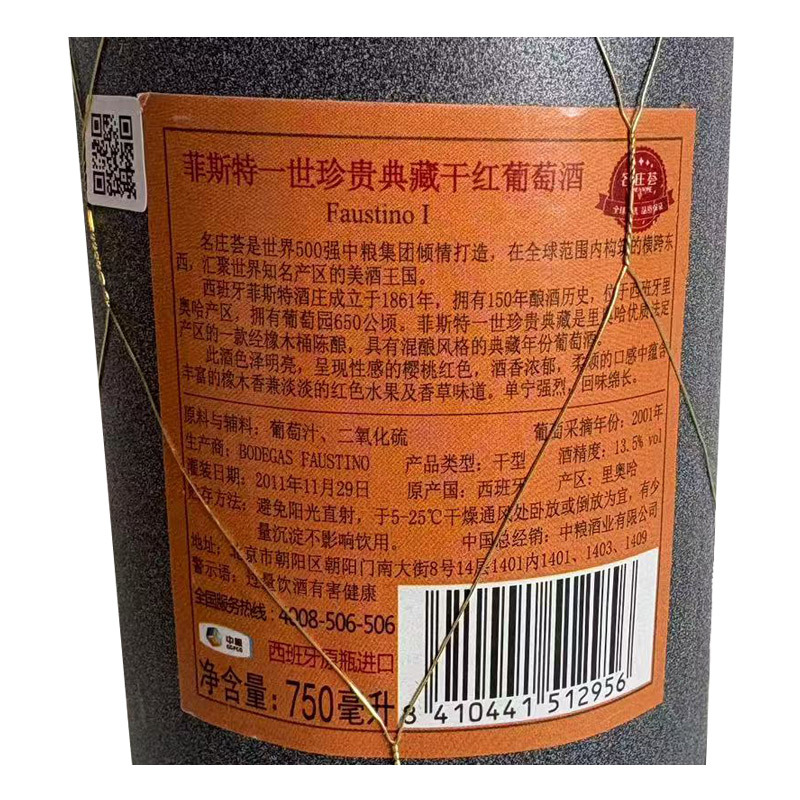 菲斯特一世珍贵典藏干红葡萄酒
Faustino I
名庄荟
名庄荟是世界500强中粮集团倾情打造，在全球范围内构筑的横跨东
西，汇聚世界知名产区的美酒王国。
西班牙菲斯特酒庄成立于1861年，拥有150年酿酒历史，位于西班牙里
奥哈产区，拥有葡萄园650公顷。菲斯特一世珍贵典藏是里奥哈优质法定
产区的一款经橡木桶陈酿，具有混酿风格的典藏年份葡萄酒。
此酒色泽明亮，呈现性感的樱桃红色，酒香浓郁，柔顺的口感中蕴含
丰富的橡木香兼淡淡的红色水果及香草味道。单宁强烈，回味绵长。
原料与辅料：葡萄汁、二氧化硫 葡萄采摘年份：2001年
生产商：BODEGAS FAUSTINO 产品类型：干型 酒精度：13.5% vol
灌装日期：2011年11月29日 原产国：西班牙 产区：里奥哈
贮存方法：避免阳光直射，于5-25℃干燥通风处卧放或倒放为宜，有少
量沉淀不影响饮用。 中国总经销：中粮酒业有限公司
地址：北京市朝阳区朝阳门南大街8号14层1401内1401、1403、1409
警示语：过量饮酒有害健康
全国服务热线：4008-506-506
中粮
COFCO
西班牙原瓶进口
净含量：750毫升
8 410441 512956